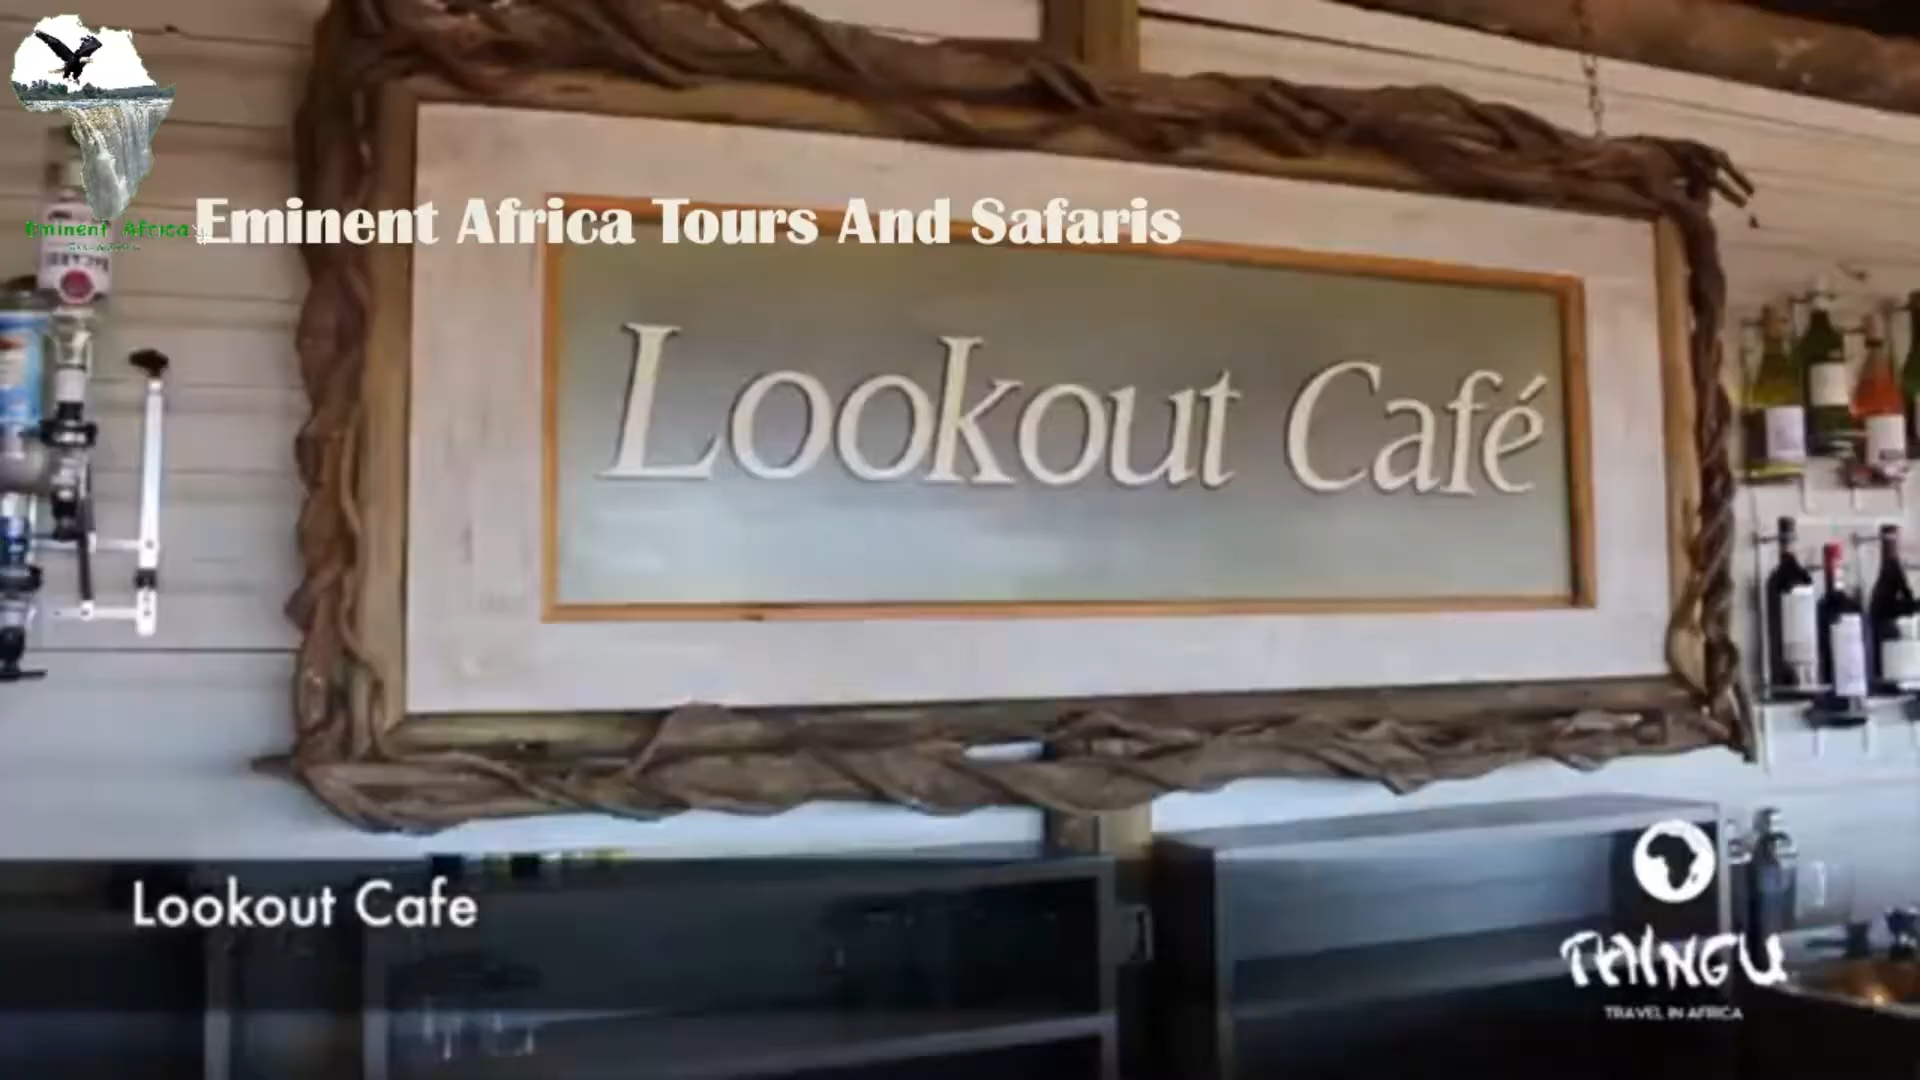 Eminent Africa
Eminent Africa Tours And Safaris
Lookout Café
Lookout Cafe
THINGU
TRAVEL IN AFRICA